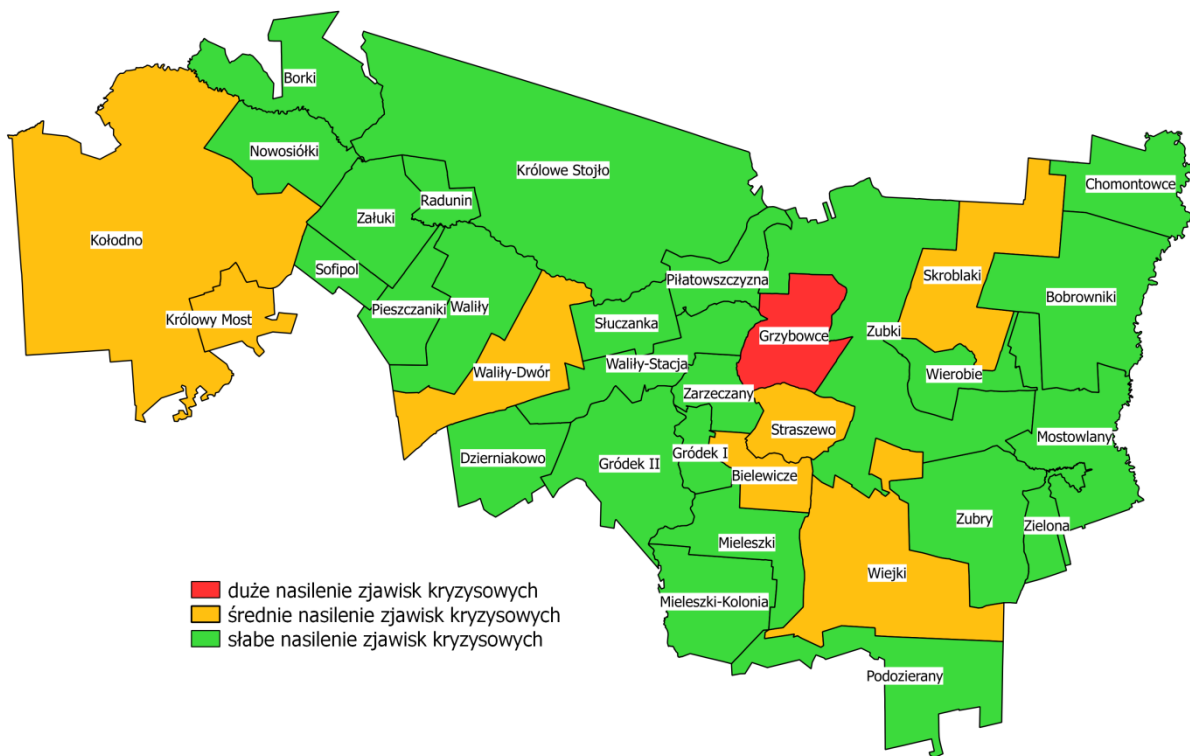 Borki
Nowosiółki
Królowe Stojło
Chomontowce
Radunin
Załuki
Kołodno
Sofipol
Skroblaki
Piłatowszczyzna
Bobrowniki
Pieszczaniki
Waliły
Królowy Most
Słuczanka
Zubki
Grzybowce
Wierobie
Waliły-Stacja
Waliły-Dwór
Zarzeczany
Straszewo
Mostowlany
Dzierniakowo
Gródek I
Gródek II
Bielewicze
Zubry
Zielona
Mieleszki
Wiejki
Mieleszki-Kolonia
Podozierany
duże nasilenie zjawisk kryzysowych
średnie nasilenie zjawisk kryzysowych
słabe nasilenie zjawisk kryzysowych